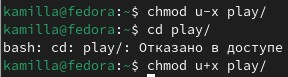 kamilla@fedora:~$ chmod u-x play/
kamilla@fedora:~$ cd play/
bash: cd: play/: Отказано в доступе
kamilla@fedora:~$ chmod u+x play/